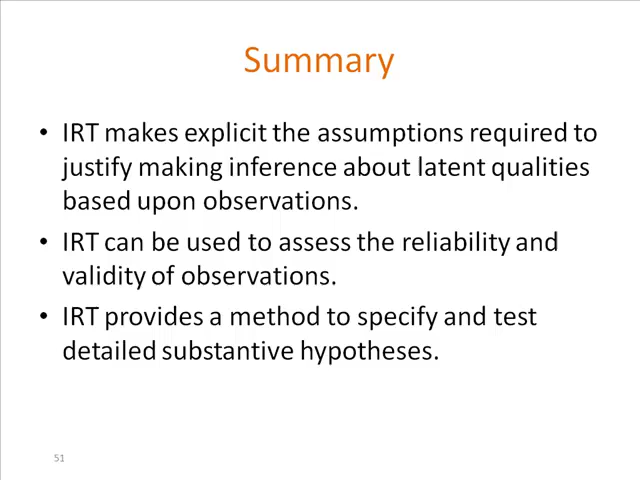 Summary
• IRT makes explicit the assumptions required to
justify making inference about latent qualities
based upon observations.
• IRT can be used to assess the reliability and
validity of observations.
• IRT provides a method to specify and test
detailed substantive hypotheses.
51